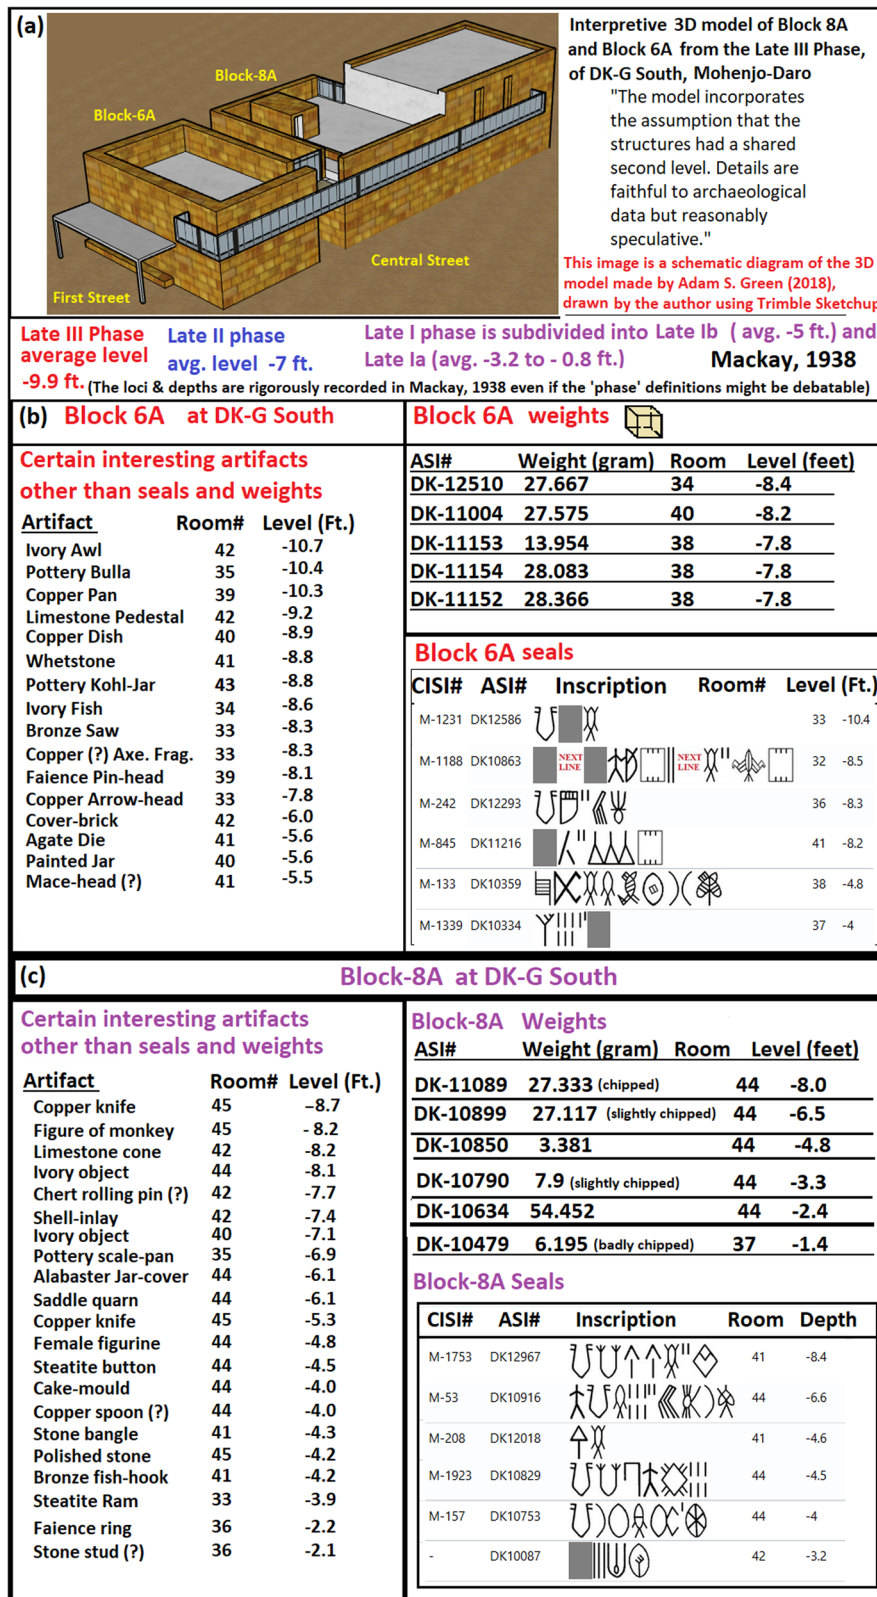 (a)
Interpretive 3D model of Block 8A
and Block 6A from the Late III Phase,
of DK-G South, Mohenjo-Daro
"The model incorporates
the assumption that the
structures had a shared
second level. Details are
faithful to archaeological
data but reasonably
speculative."
This image is a schematic diagram of the 3D
model made by Adam S. Green (2018),
drawn by the author using Trimble Sketchup
Block-8A
Block-6A
Central Street
First Street
Late III Phase
average level
-9.9 ft.
Late II phase
avg. level -7 ft.
Late I phase is subdivided into Late Ib ( avg. -5 ft.) and
Late Ia (avg. -3.2 to - 0.8 ft.)
Mackay, 1938
(The loci & depths are rigorously recorded in Mackay, 1938 even if the 'phase' definitions might be debatable)
(b) Block 6A at DK-G South
Certain interesting artifacts
other than seals and weights
Artifact Room# Level (Ft.)
Ivory Awl 42 -10.7
Pottery Bulla 35 -10.4
Copper Pan 39 -10.3
Limestone Pedestal 42 -9.2
Copper Dish 40 -8.9
Whetstone 41 -8.8
Pottery Kohl-Jar 43 -8.8
Ivory Fish 34 -8.6
Bronze Saw 33 -8.3
Copper (?) Axe. Frag. 33 -8.3
Faience Pin-head 39 -8.1
Copper Arrow-head 33 -7.8
Cover-brick 42 -6.0
Agate Die 41 -5.6
Painted Jar 40 -5.6
Mace-head (?) 41 -5.5
Block 6A weights
ASI# Weight (gram) Room Level (feet)
DK-12510 27.667 34 -8.4
DK-11004 27.575 40 -8.2
DK-11153 13.954 38 -7.8
DK-11154 28.083 38 -7.8
DK-11152 28.366 38 -7.8
Block 6A seals
CISI# ASI# Inscription Room# Level (Ft.)
M-1231 DK12586 33 -10.4
M-1188 DK10863 NEXT LINE NEXT LINE 32 -8.5
M-242 DK12293 36 -8.3
M-845 DK11216 41 -8.2
M-133 DK10359 38 -4.8
M-1339 DK10334 37 -4
(c) Block-8A at DK-G South
Certain interesting artifacts
other than seals and weights
Artifact Room# Level (Ft.)
Copper knife 45 –8.7
Figure of monkey 45 - 8.2
Limestone cone 42 -8.2
Ivory object 44 -8.1
Chert rolling pin (?) 42 -7.7
Shell-inlay 42 -7.4
Ivory object 40 -7.1
Pottery scale-pan 35 -6.9
Alabaster Jar-cover 44 -6.1
Saddle quarn 44 -6.1
Copper knife 45 -5.3
Female figurine 44 -4.8
Steatite button 44 -4.5
Cake-mould 44 -4.0
Copper spoon (?) 44 -4.0
Stone bangle 41 -4.3
Polished stone 45 -4.2
Bronze fish-hook 41 -4.2
Steatite Ram 33 -3.9
Faience ring 36 -2.2
Stone stud (?) 36 -2.1
Block-8A Weights
ASI# Weight (gram) Room Level (feet)
DK-11089 27.333 (chipped) 44 -8.0
DK-10899 27.117 (slightly chipped) 44 -6.5
DK-10850 3.381 44 -4.8
DK-10790 7.9 (slightly chipped) 44 -3.3
DK-10634 54.452 44 -2.4
DK-10479 6.195 (badly chipped) 37 -1.4
Block-8A Seals
CISI# ASI# Inscription Room Depth
M-1753 DK12967 41 -8.4
M-53 DK10916 44 -6.6
M-208 DK12018 41 -4.6
M-1923 DK10829 44 -4.5
M-157 DK10753 44 -4
- DK10087 42 -3.2